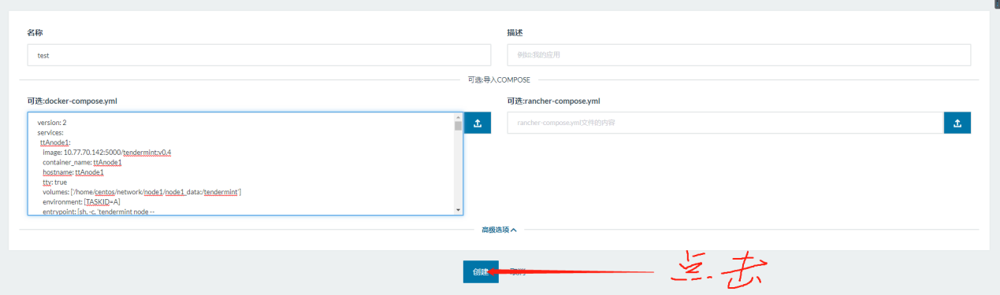 名称
描述
test
例如:我的应用
可选:导入COMPOSE
可选:docker-compose.yml
可选:rancher-compose.yml
version: 2
services:
ttAnode1:
image: 10.77.70.142:5000/tendermint:v0.4
container_name: ttAnode1
hostname: ttAnode1
tty: true
volumes: ['/home/centos/network/node1/node1_data:/tendermint']
environment: [TASKID=A]
entrypoint: [sh, -c, 'tendermint node --
rancher-compose.yml文件的内容
高级选项
创建
取消
点击